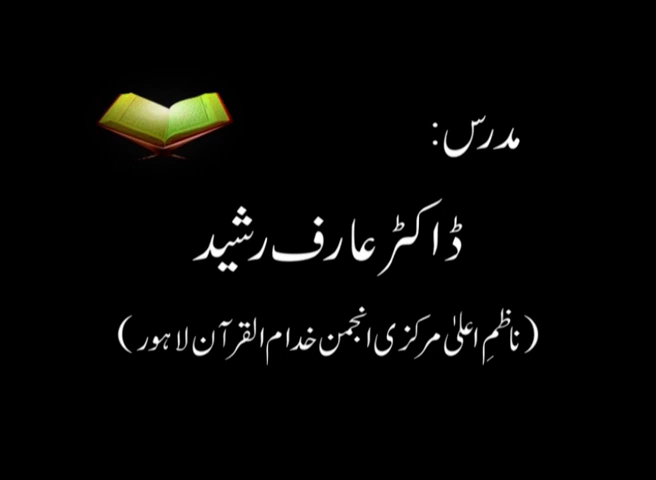 مدرس:
ڈاکٹر عارف رشید
(ناظمِ اعلیٰ مرکزی انجمن خدام القرآن لاہور)